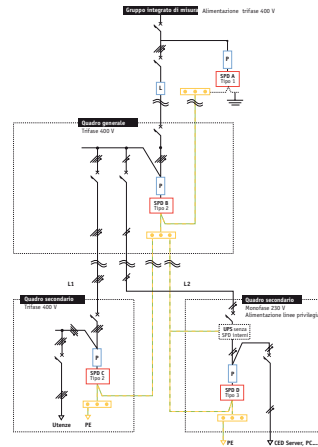 Gruppo integrato di misura
Alimentazione trifase 400 V
P
SPD A
Tipo 1
L
Quadro generale
Trifase 400 V
P
SPD B
Tipo 2
L1
L2
Quadro secondario
Trifase 400 V
Quadro secondario
Monofase 230 V
Alimentazione linee privilegi
UPS senza
SPD interni
P
SPD C
Tipo 2
P
SPD D
Tipo 3
Utenze
PE
PE
CED Server, PC...